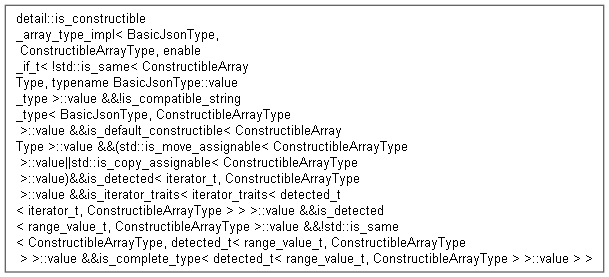 detail::is_constructible
_array_type_impl< BasicJsonType,
 ConstructibleArrayType, enable
_if_t< !std::is_same< ConstructibleArray
Type, typename BasicJsonType::value
_type >::value &&!is_compatible_string
_type< BasicJsonType, ConstructibleArrayType
 >::value &&is_default_constructible< ConstructibleArray
Type >::value &&(std::is_move_assignable< ConstructibleArrayType
 >::value||std::is_copy_assignable< ConstructibleArrayType
 >::value)&&is_detected< iterator_t, ConstructibleArrayType
 >::value &&is_iterator_traits< iterator_traits< detected_t
< iterator_t, ConstructibleArrayType > > >::value &&is_detected
< range_value_t, ConstructibleArrayType >::value &&!std::is_same
< ConstructibleArrayType, detected_t< range_value_t, ConstructibleArrayType
 > >::value &&is_complete_type< detected_t< range_value_t, ConstructibleArrayType > >::value > >